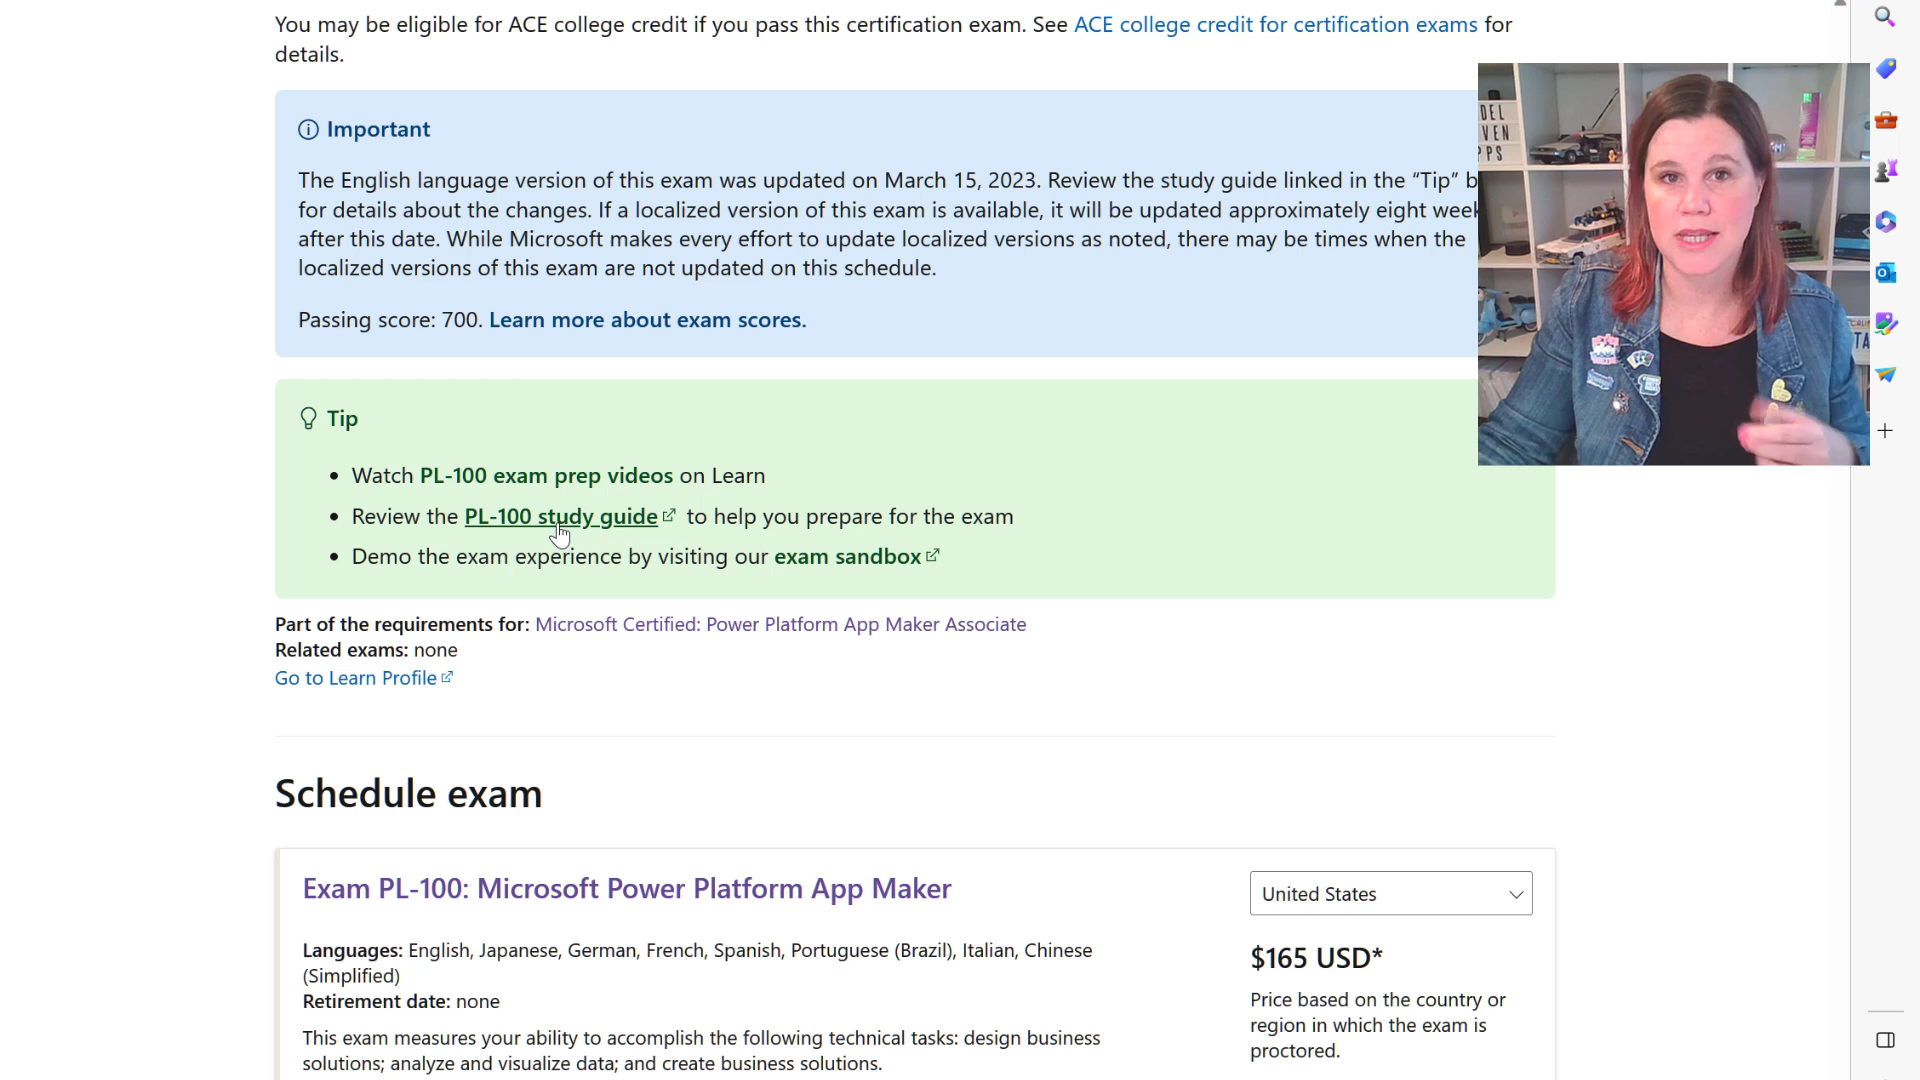 You may be eligible for ACE college credit if you pass this certification exam. See ACE college credit for certification exams for
details.
Important
The English language version of this exam was updated on March 15, 2023. Review the study guide linked in the “Tip” b
for details about the changes. If a localized version of this exam is available, it will be updated approximately eight week
after this date. While Microsoft makes every effort to update localized versions as noted, there may be times when the
localized versions of this exam are not updated on this schedule.
Passing score: 700. Learn more about exam scores.
DEL
VEN
PPS
Tip
• Watch PL-100 exam prep videos on Learn
• Review the PL-100 study guide to help you prepare for the exam
• Demo the exam experience by visiting our exam sandbox
Part of the requirements for: Microsoft Certified: Power Platform App Maker Associate
Related exams: none
Go to Learn Profile
Schedule exam
Exam PL-100: Microsoft Power Platform App Maker
Languages: English, Japanese, German, French, Spanish, Portuguese (Brazil), Italian, Chinese
(Simplified)
Retirement date: none
This exam measures your ability to accomplish the following technical tasks: design business
solutions; analyze and visualize data; and create business solutions.
United States
$165 USD*
Price based on the country or
region in which the exam is
proctored.